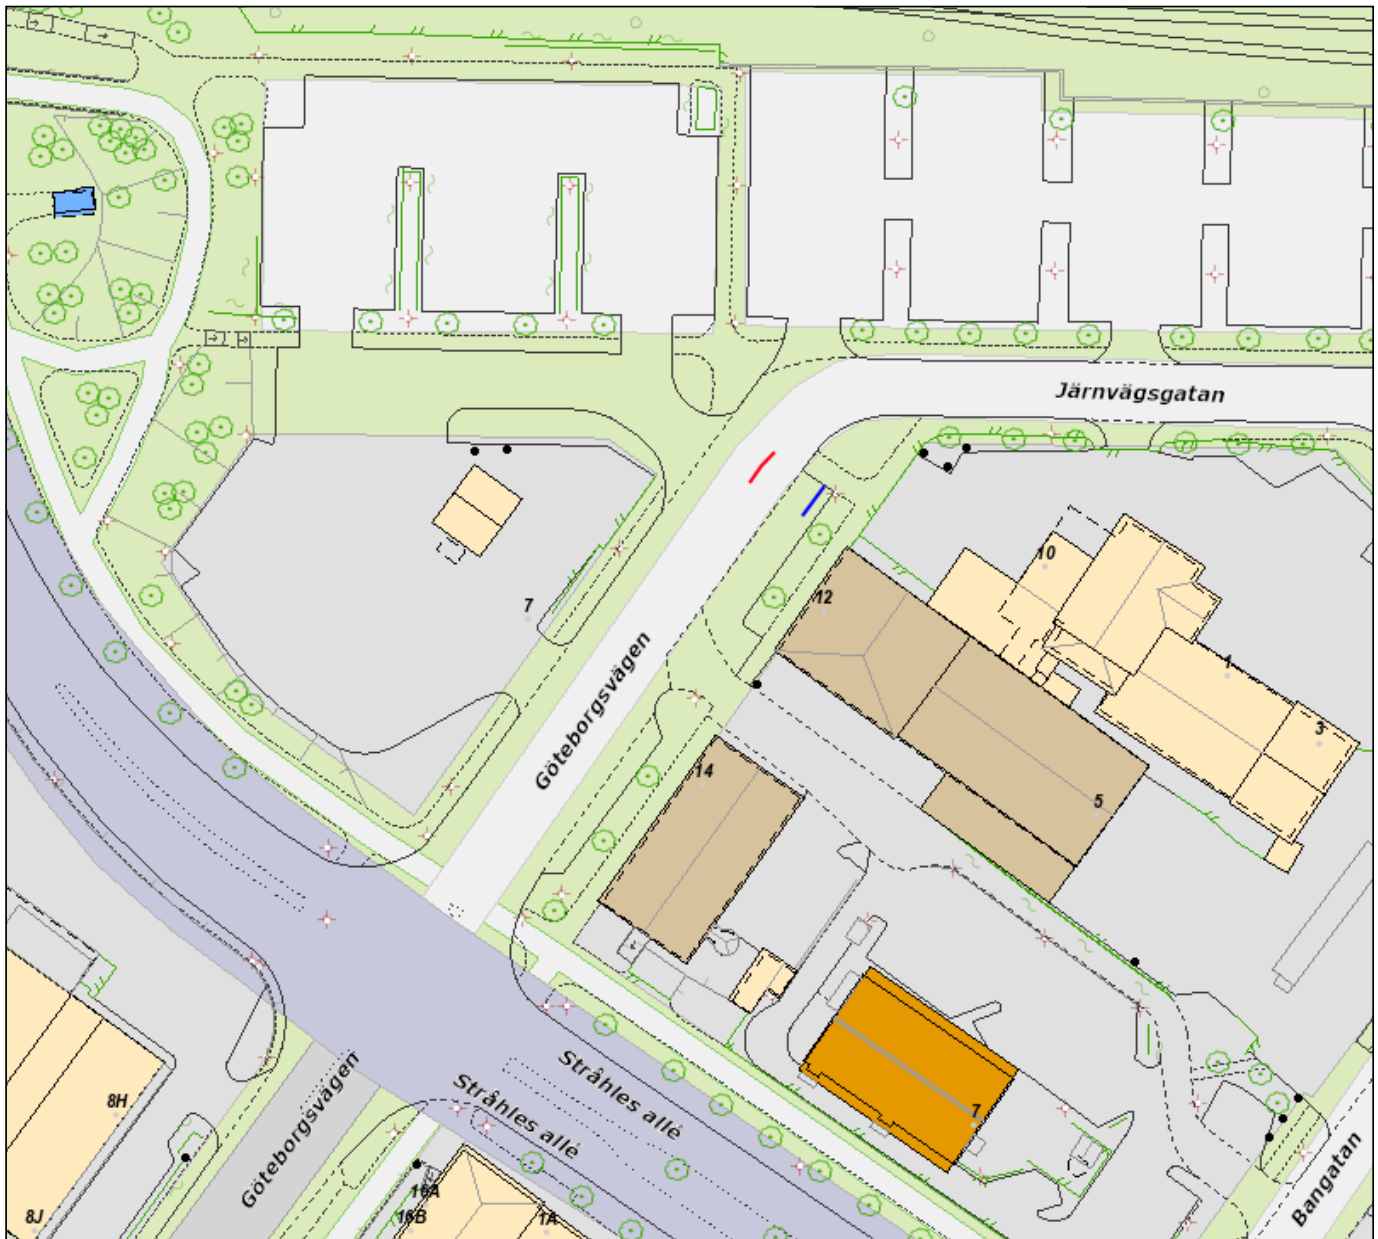 Järnvägsgatan
10
12
7
1
Göteborgsvägen
3
14
5
Stråhles allé
Stråhles allé
8H
7
Göteborgsvägen
Bangatan
16A
16B
1A
8J